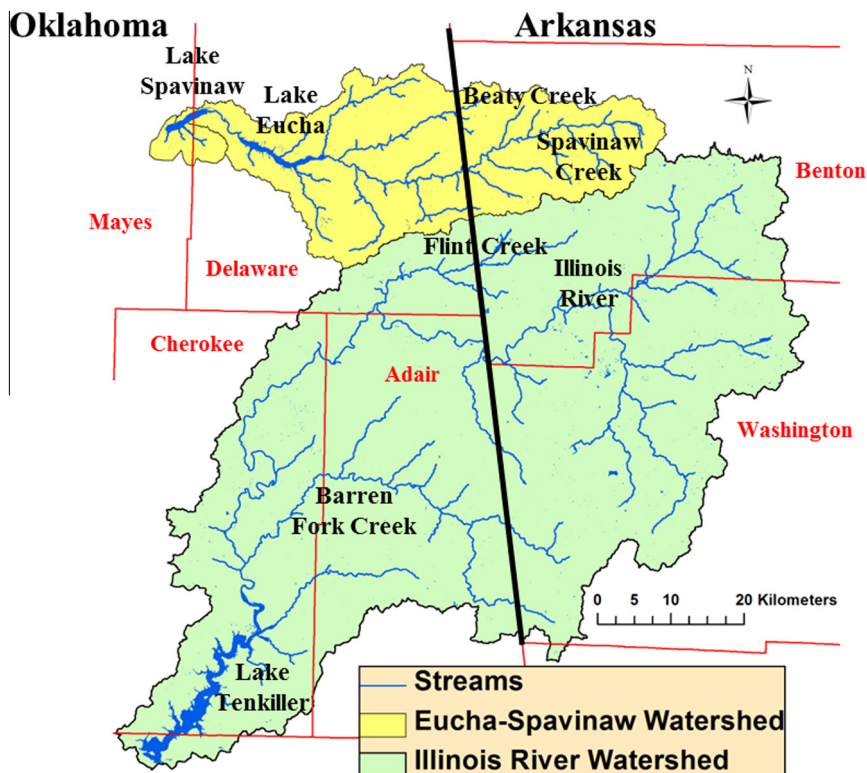 Oklahoma
Arkansas
Lake
Spavinaw
Lake
Eucha
Beaty Creek
Spavinaw
Creek
N
Benton
Mayes
Delaware
Flint Creek
Illinois
River
Cherokee
Adair
Washington
Barren
Fork Creek
0 5 10 20 Kilometers
Lake
Tenkiller
Streams
Eucha-Spavinaw Watershed
Illinois River Watershed